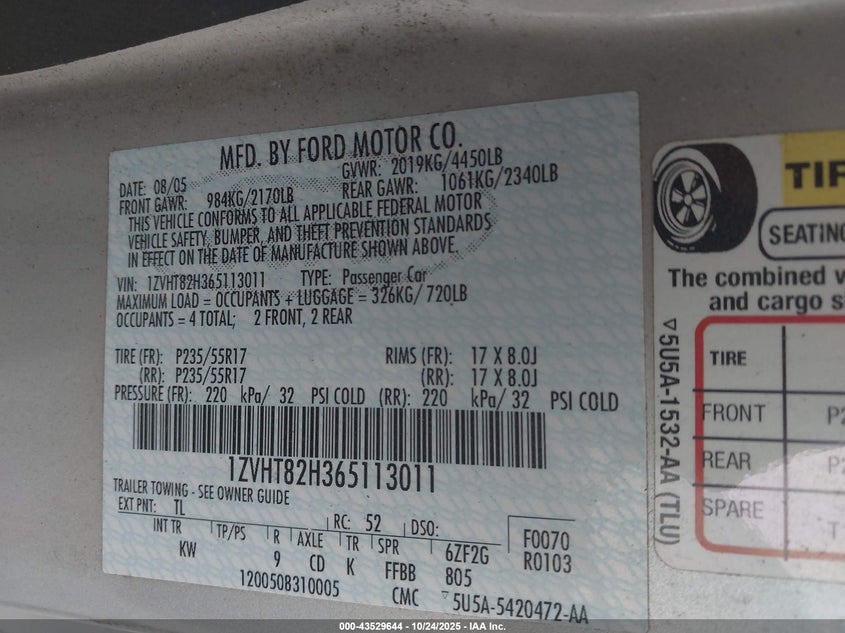 MFD. BY FORD MOTOR CO.
DATE: 08/05 GVWR: 2019KG/4450LB
FRONT GAWR: 984KG/2170LB REAR GAWR: 1061KG/2340LB
THIS VEHICLE CONFORMS TO ALL APPLICABLE FEDERAL MOTOR
VEHICLE SAFETY, BUMPER, AND THEFT PREVENTION STANDARDS
IN EFFECT ON THE DATE OF MANUFACTURE SHOWN ABOVE.
VIN: 1ZVHT82H365113011 TYPE: Passenger Car
MAXIMUM LOAD = OCCUPANTS + LUGGAGE = 326KG/ 720LB
OCCUPANTS = 4 TOTAL; 2 FRONT, 2 REAR
TIRE (FR): P235/55R17 RIMS (FR): 17 X 8.0J
(RR): P235/55R17 (RR): 17 X 8.0J
PRESSURE (FR): 220 kPa/ 32 PSI COLD (RR): 220 kPa/ 32 PSI COLD
1ZVHT82H365113011
TRAILER TOWING - SEE OWNER GUIDE
EXT PNT: TL RC: 52 DSO: F0070
INT TR TP/PS R AXLE TR SPR 6ZF2G R0103
KW 9 CD K FFBB 805
1200508310005 CMC ▽5U5A-5420472-AA
TIR
SEATING
The combined
and cargo
▽5U5A-1532-AA (TLU)
TIRE
FRONT P2
REAR P2
SPARE T
000-43529644 - 10/24/2025 - IAA Inc.